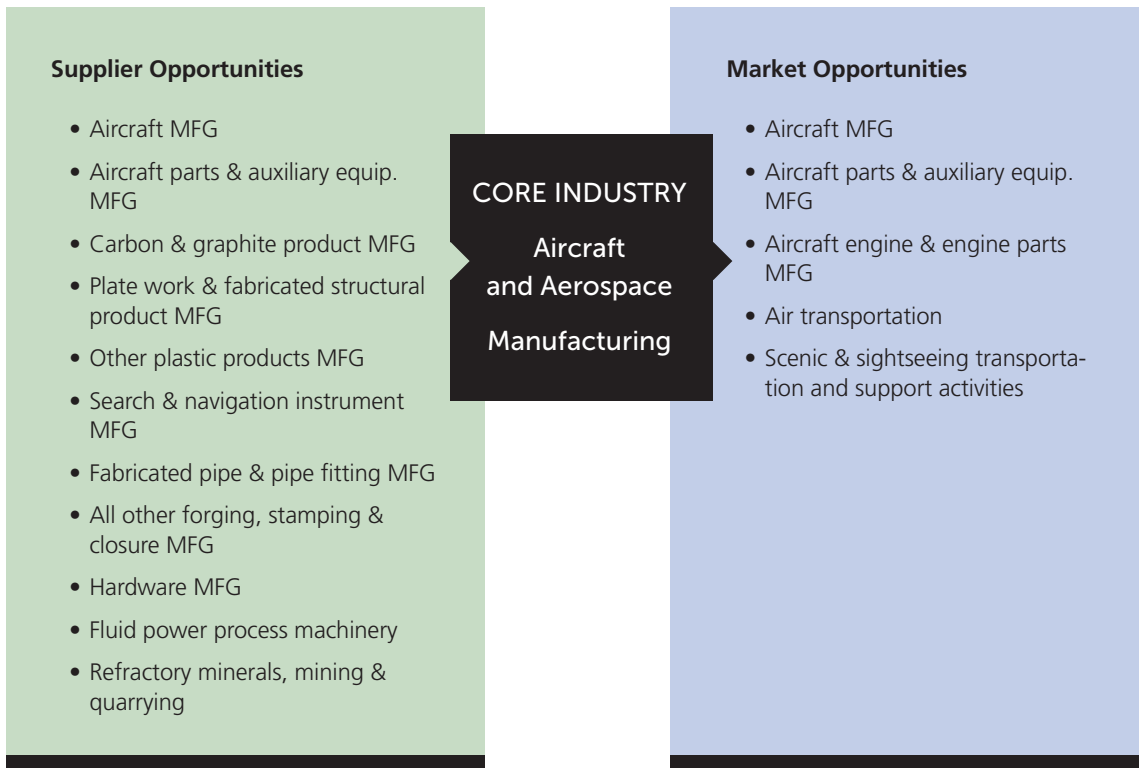 Supplier Opportunities
• Aircraft MFG
• Aircraft parts & auxiliary equip.
MFG
• Carbon & graphite product MFG
• Plate work & fabricated structural
product MFG
• Other plastic products MFG
• Search & navigation instrument
MFG
• Fabricated pipe & pipe fitting MFG
• All other forging, stamping &
closure MFG
• Hardware MFG
• Fluid power process machinery
• Refractory minerals, mining &
quarrying
CORE INDUSTRY
Aircraft
and Aerospace
Manufacturing
Market Opportunities
• Aircraft MFG
• Aircraft parts & auxiliary equip.
MFG
• Aircraft engine & engine parts
MFG
• Air transportation
• Scenic & sightseeing transporta-
tion and support activities